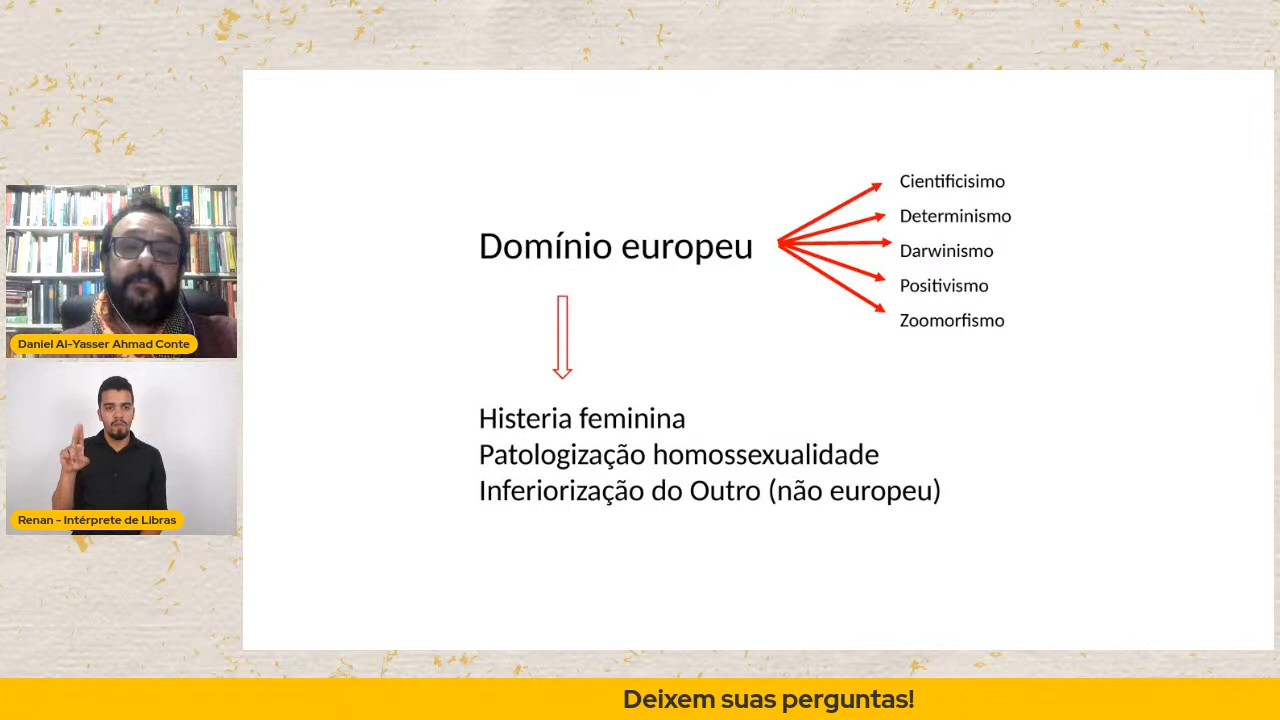 Domínio europeu
Cientificisimo
Determinismo
Darwinismo
Positivismo
Zoomorfismo
Histeria feminina
Patologização homossexualidade
Inferiorização do Outro (não europeu)
Daniel Al-Yasser Ahmad Conte
Renan - Intérprete de Libras
Deixem suas perguntas!